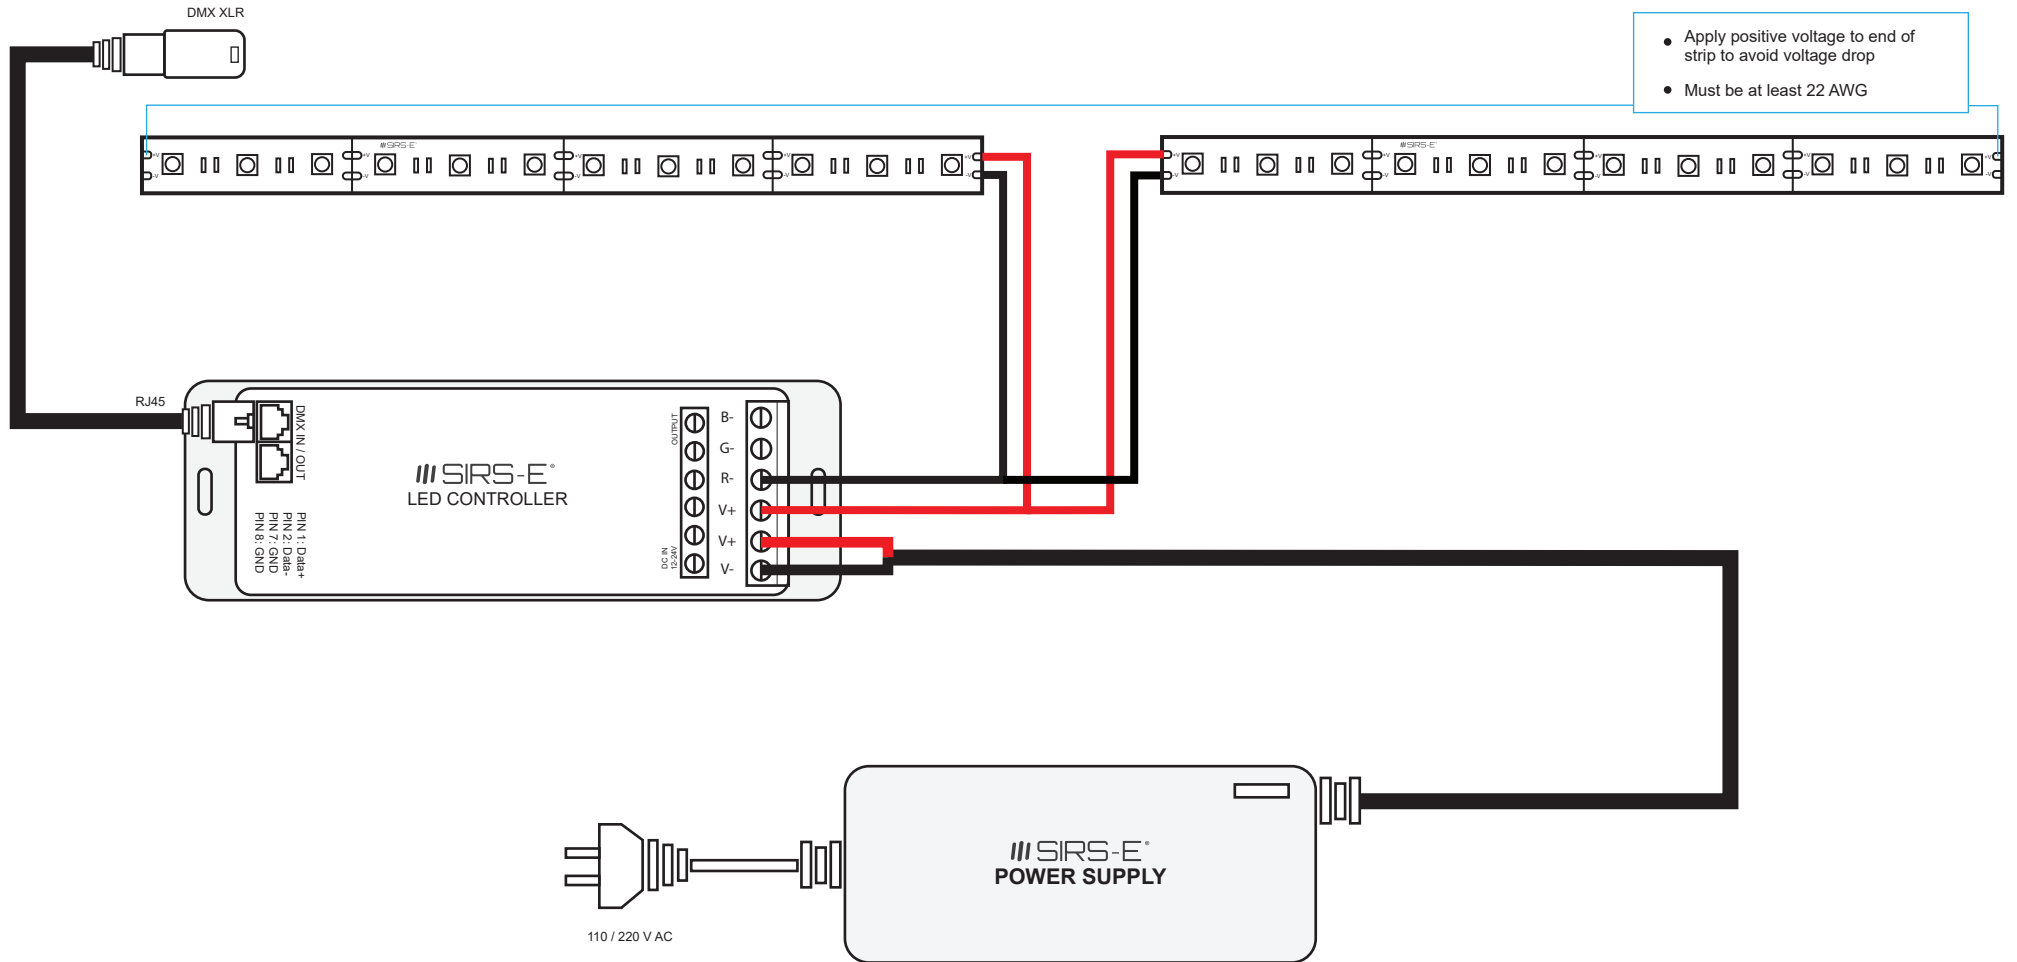 DMX XLR
Apply positive voltage to end of
strip to avoid voltage drop
Must be at least 22 AWG
SIRS-E®
SIRS-E®
+V
+V
+V
+V
+V
+V
+V
+V
+V
+V
-V
-V
-V
-V
-V
-V
-V
-V
-V
-V
RJ45
DMX IN / OUT
PIN 1: Data+
PIN 2: Data-
PIN 7: GND
PIN 8: GND
SIRS-E®
LED CONTROLLER
OUTPUT
DC IN
12-24V
B-
G-
R-
V+
V+
V-
SIRS-E®
POWER SUPPLY
110 / 220 V AC